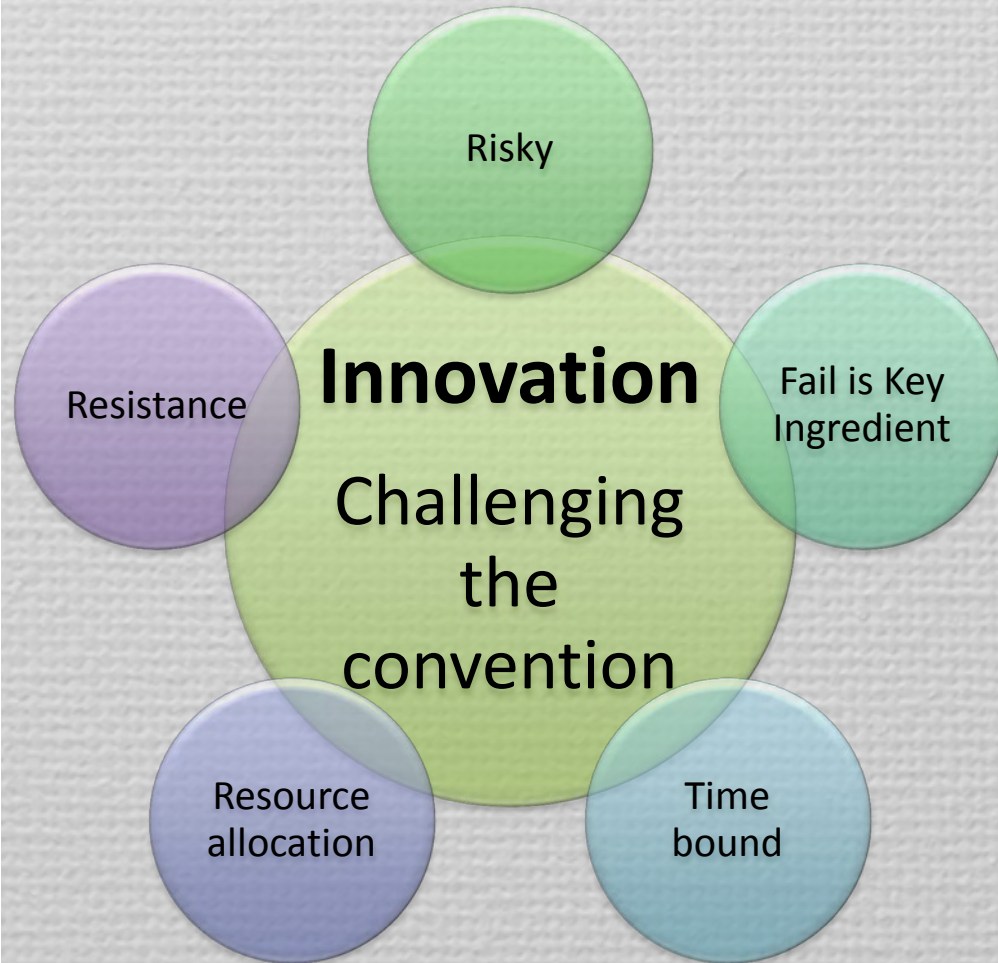 Risky
Innovation
Challenging
the
convention
Fail is Key
Ingredient
Time
bound
Resource
allocation
Resistance